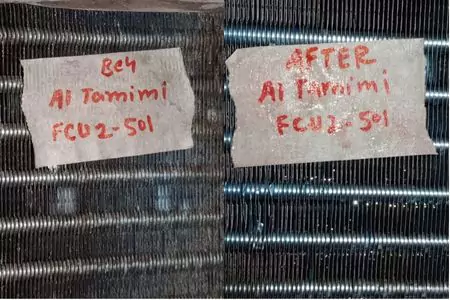 Be4
Al Tamimi
FCU2-501
AFTER
Al Tamimi
FCU2-501